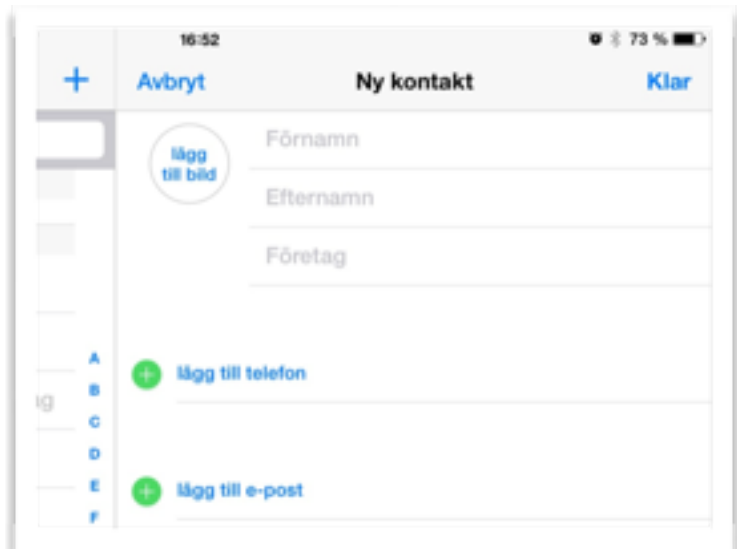 16:52
73 %
+
Avbryt
Ny kontakt
Klar
lägg
till bild
Förnamn
Efternamn
Företag
A
lägg till telefon
B
ag
C
D
E
lägg till e-post
F